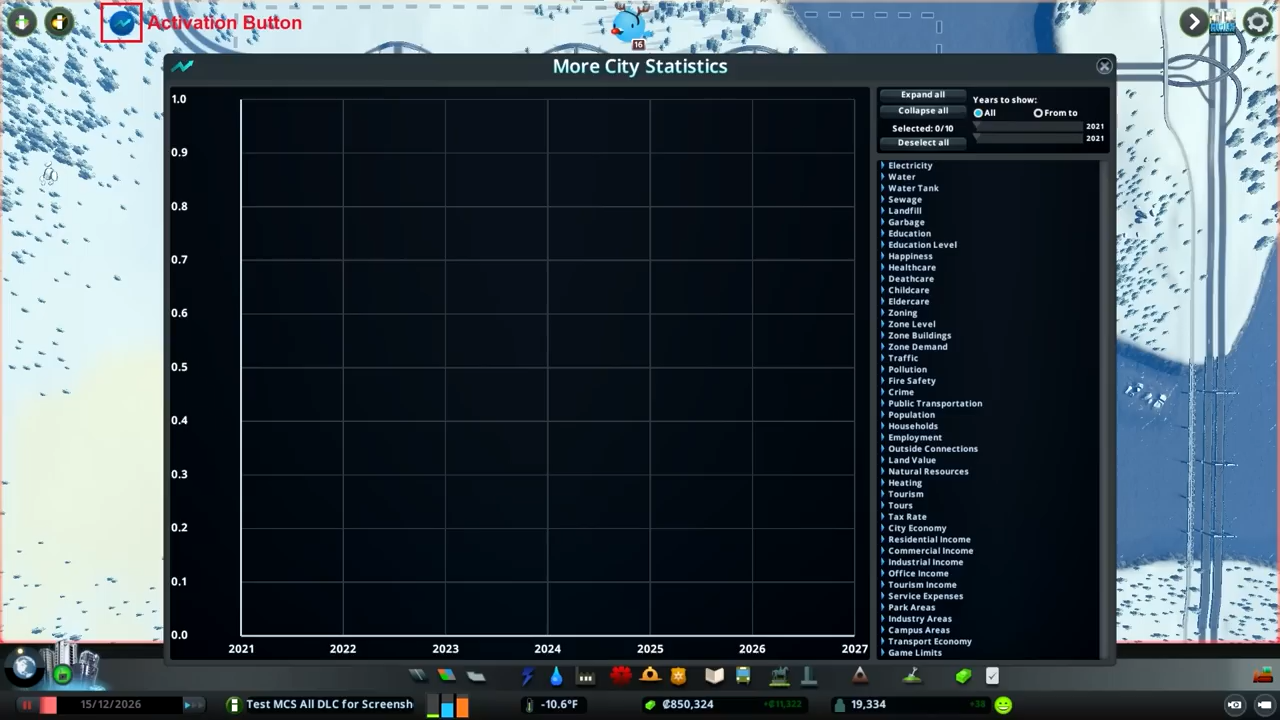 Activation Button
16
More City Statistics
1.0
0.9
0.8
0.7
0.6
0.5
0.4
0.3
0.2
0.1
0.0
2021 2022 2023 2024 2025 2026 2027
Expand all
Collapse all
Selected: 0/10
Deselect all
Years to show:
All From to
2021
2021
Electricity
Water
Water Tank
Sewage
Landfill
Garbage
Education
Education Level
Happiness
Healthcare
Deathcare
Childcare
Eldercare
Zoning
Zone Level
Zone Buildings
Zone Demand
Traffic
Pollution
Fire Safety
Crime
Public Transportation
Population
Households
Employment
Outside Connections
Land Value
Natural Resources
Heating
Tourism
Tours
Tax Rate
City Economy
Residential Income
Commercial Income
Industrial Income
Office Income
Tourism Income
Service Expenses
Park Areas
Industry Areas
Campus Areas
Transport Economy
Game Limits
15/12/2026 Test MCS All DLC for Screensh -10.6°F ₡850,324 +₡11,322 19,334 +38